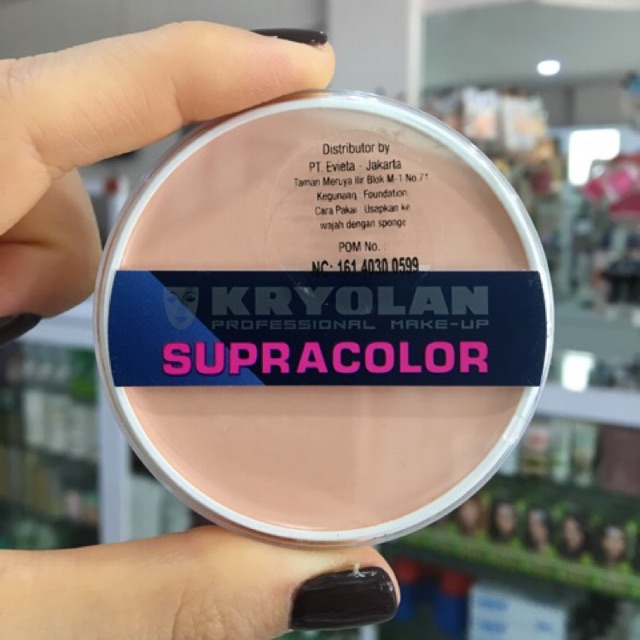 Distributor by
PT. Evieta - Jakarta
Taman Meruya Ilir Blok M-1 No.71
Kegunaan : Foundation
Cara Pakai : Usapkan ke
wajah dengan sponge
POM No. :
NC: 161 4030 0599
KRYOLAN
PROFESSIONAL MAKE-UP
SUPRACOLOR